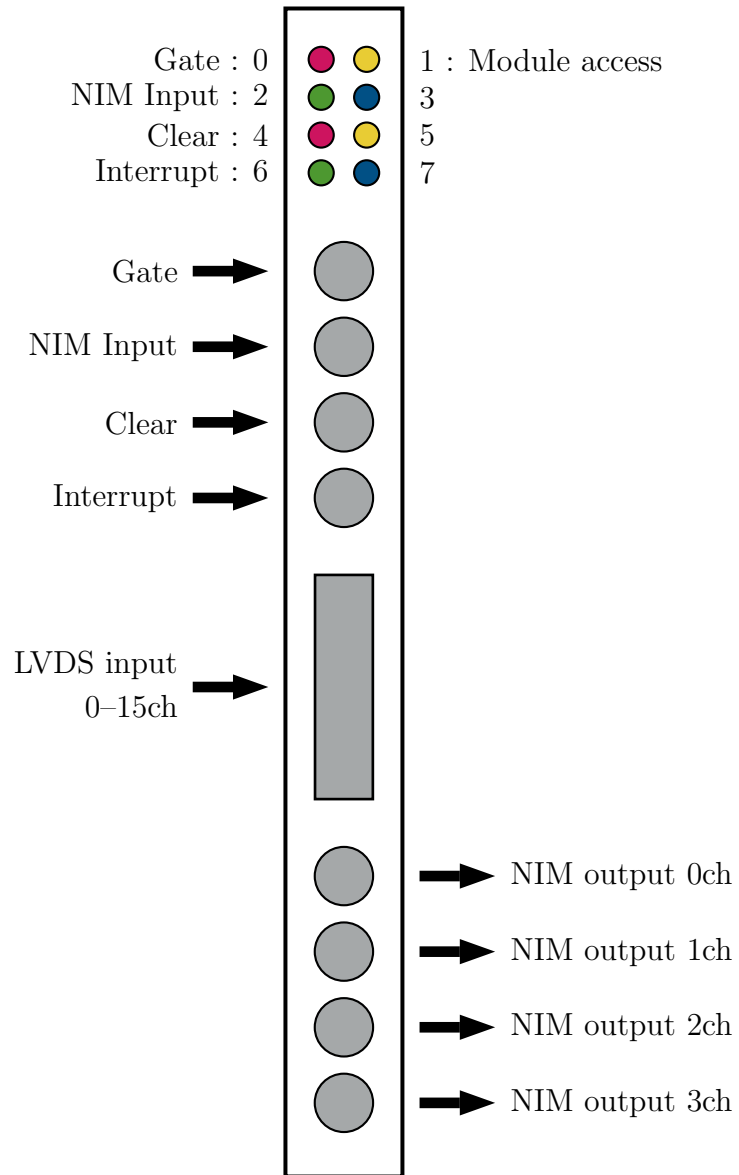 Gate : 0 1 : Module access
NIM Input : 2 3
Clear : 4 5
Interrupt : 6 7
Gate
NIM Input
Clear
Interrupt
LVDS input
0–15ch
NIM output 0ch
NIM output 1ch
NIM output 2ch
NIM output 3ch